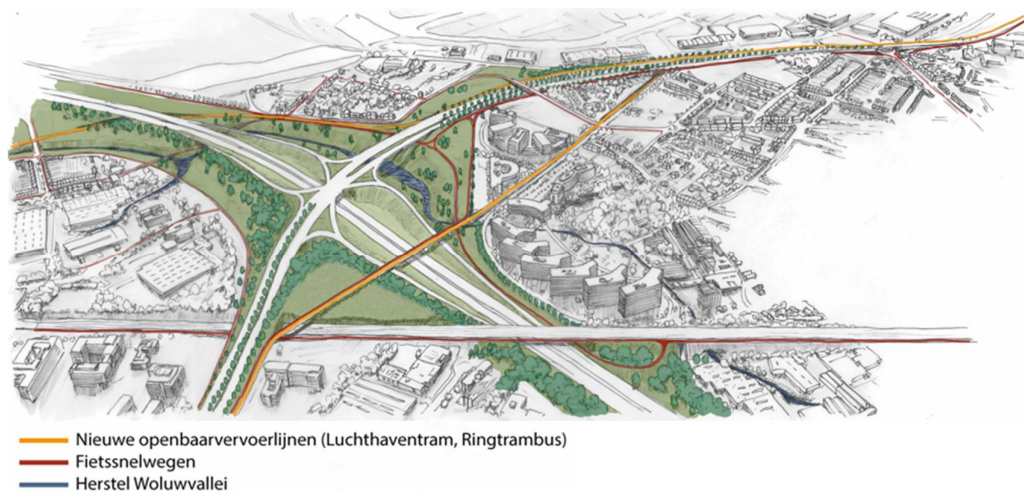 Nieuwe openbaarvervoerlijnen (Luchthaventram, Ringtrambus)
Fietssnelwegen
Herstel Woluwvallei